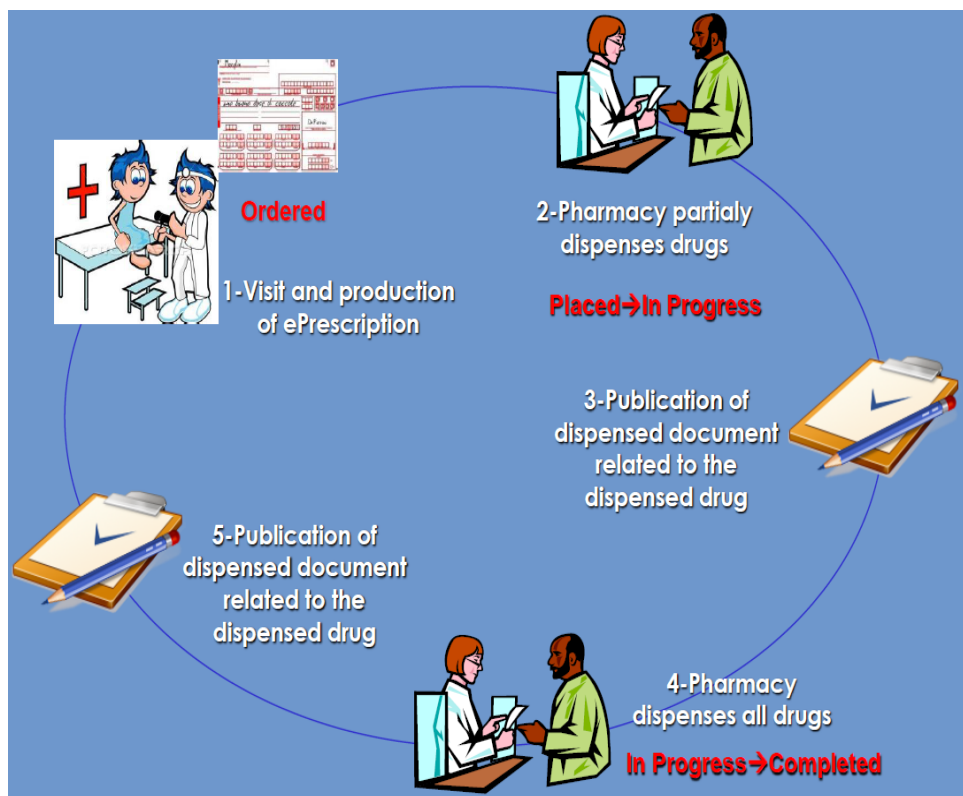 Ordered
1-Visit and production
of ePrescription
2-Pharmacy partialy
dispenses drugs
Placed→In Progress
3-Publication of
dispensed document
related to the
dispensed drug
4-Pharmacy
dispenses all drugs
In Progress→Completed
5-Publication of
dispensed document
related to the
dispensed drug